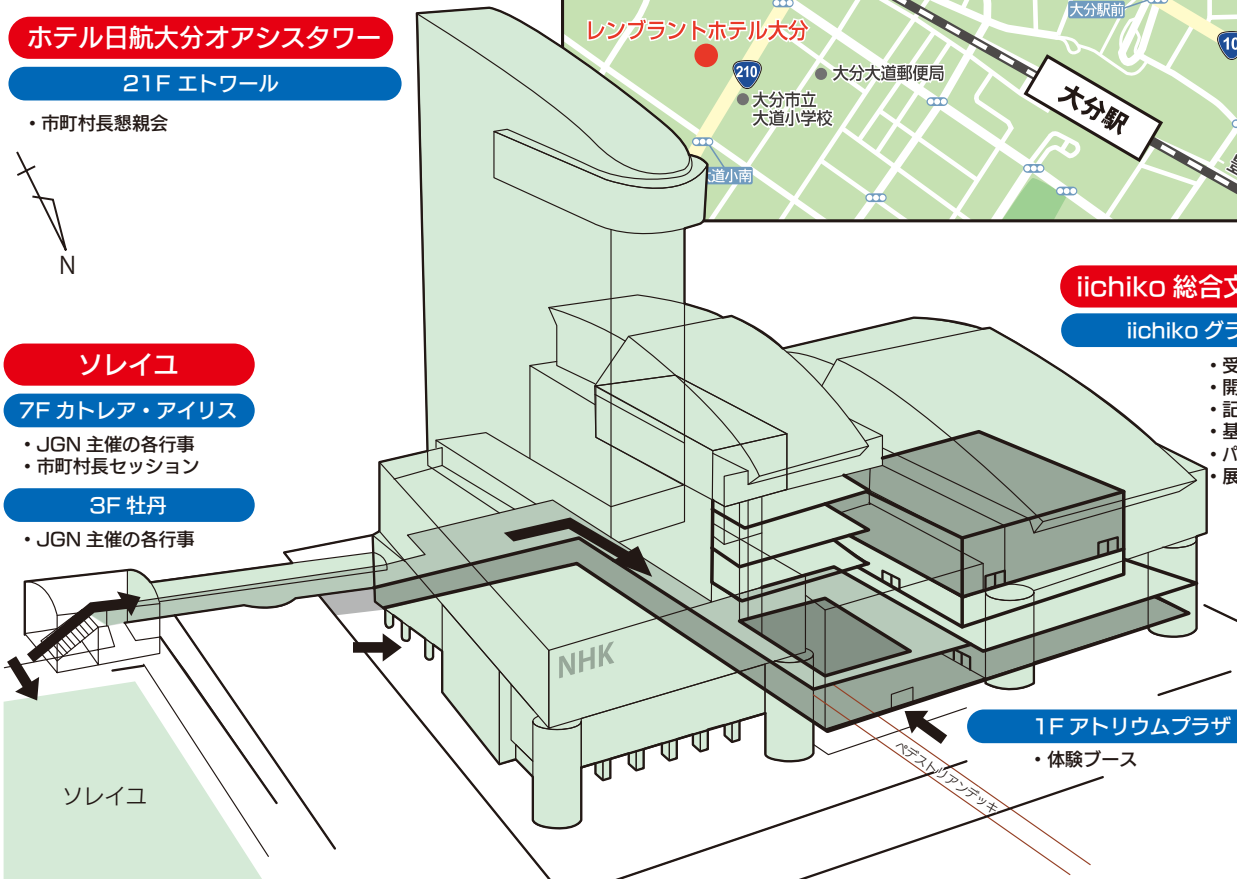 ホテル日航大分オアシスタワー
21F エトワール
・市町村長懇親会
N
レンブラントホテル大分
210
大分大道郵便局
大分市立
大道小学校
道小南
大分駅前
10
大分駅
ソレイユ
7F カトレア・アイリス
・JGN 主催の各行事
・市町村長セッション
3F 牡丹
・JGN 主催の各行事
iichiko 総合文
iichiko グラ
・受
・開
・記
・基
・パ
・展
NHK
1F アトリウムプラザ
・体験ブース
ペデストリアンデッキ
ソレイユ